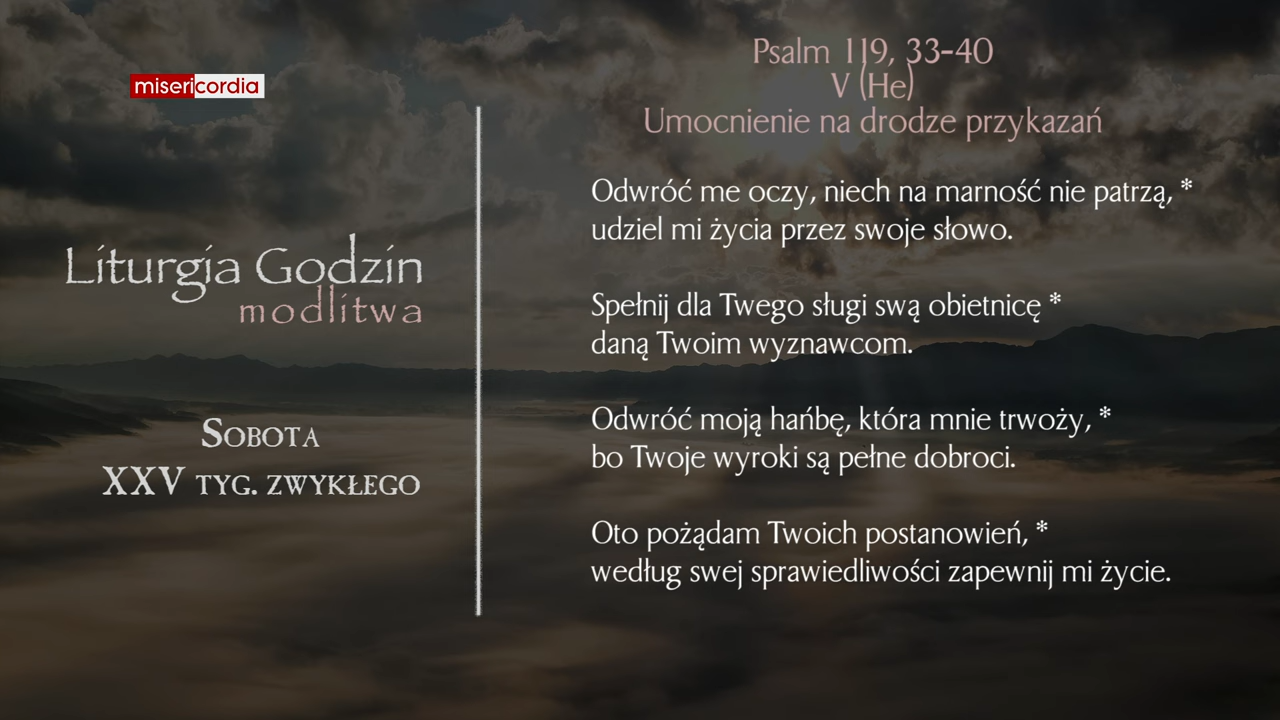 misericordia
Liturgia Godzin
modlitwa
Sobota
XXV tyg. zwykłego
Psalm 119, 33-40
V (He)
Umocnienie na drodze przykazań
Odwróć me oczy, niech na marność nie patrzą, *
udziel mi życia przez swoje słowo.
Spełnij dla Twego sługi swą obietnicę *
daną Twoim wyznawcom.
Odwróć moją hańbę, która mnie trwoży, *
bo Twoje wyroki są pełne dobroci.
Oto pożądam Twoich postanowień, *
według swej sprawiedliwości zapewnij mi życie.